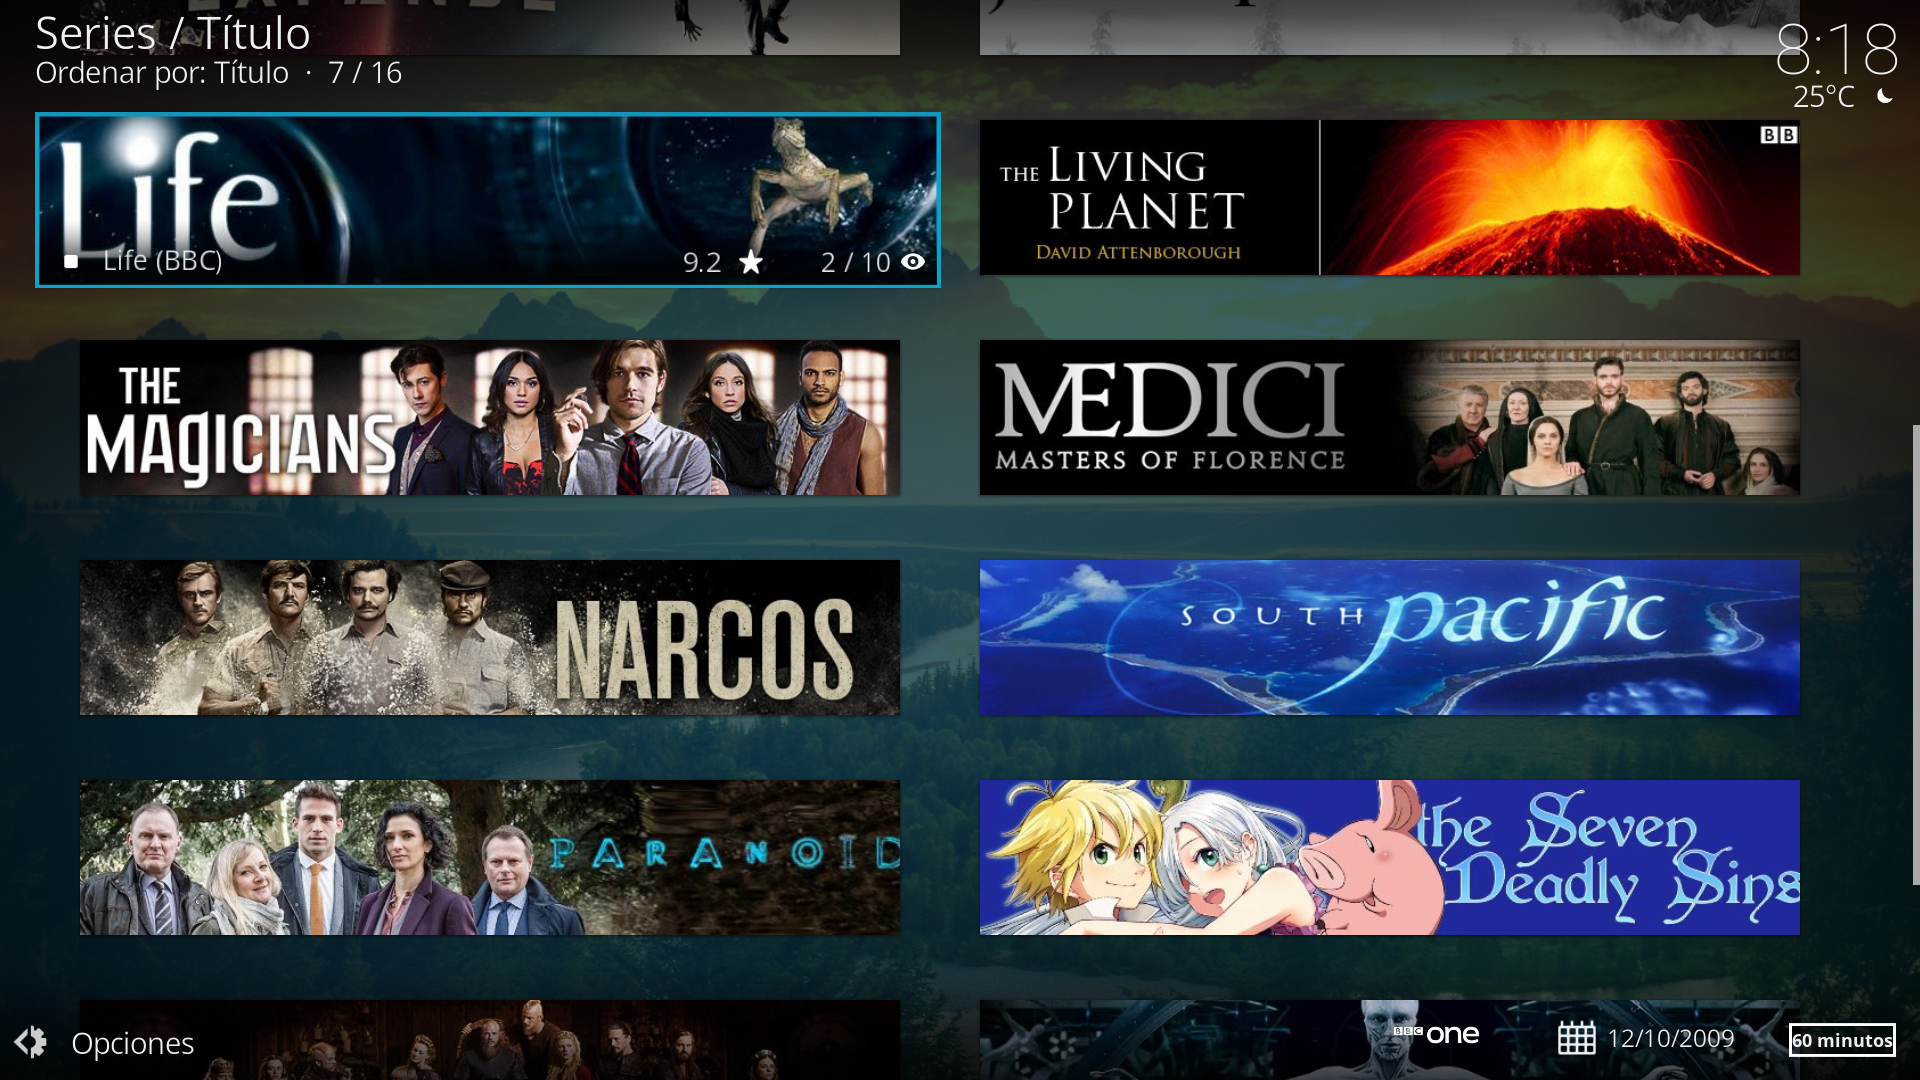 EXPANSE
Series / Título
Ordenar por: Título · 7 / 16
8:18
25°C
Life
Life (BBC)
9.2
2 / 10
THE LIVING
PLANET
DAVID ATTENBOROUGH
BB
THE
MAGICIANS
MEDICI
MASTERS OF FLORENCE
NARCOS
SOUTH pacific
PARANOID
the Seven
Deadly Sins
Opciones
BBC one
12/10/2009
60 minutos